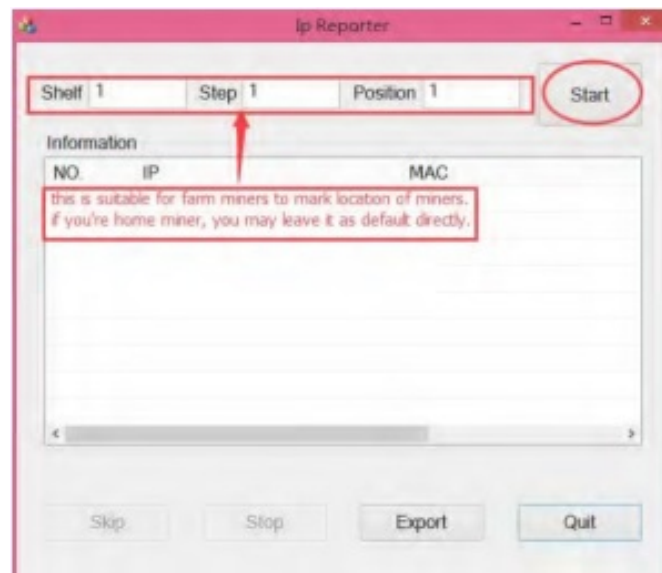 Ip Reporter
Shelf 1 Step 1 Position 1 Start
Information
NO. IP MAC
this is suitable for farm miners to mark location of miners.
if you're home miner, you may leave it as default directly.
Skip Stop Export Quit